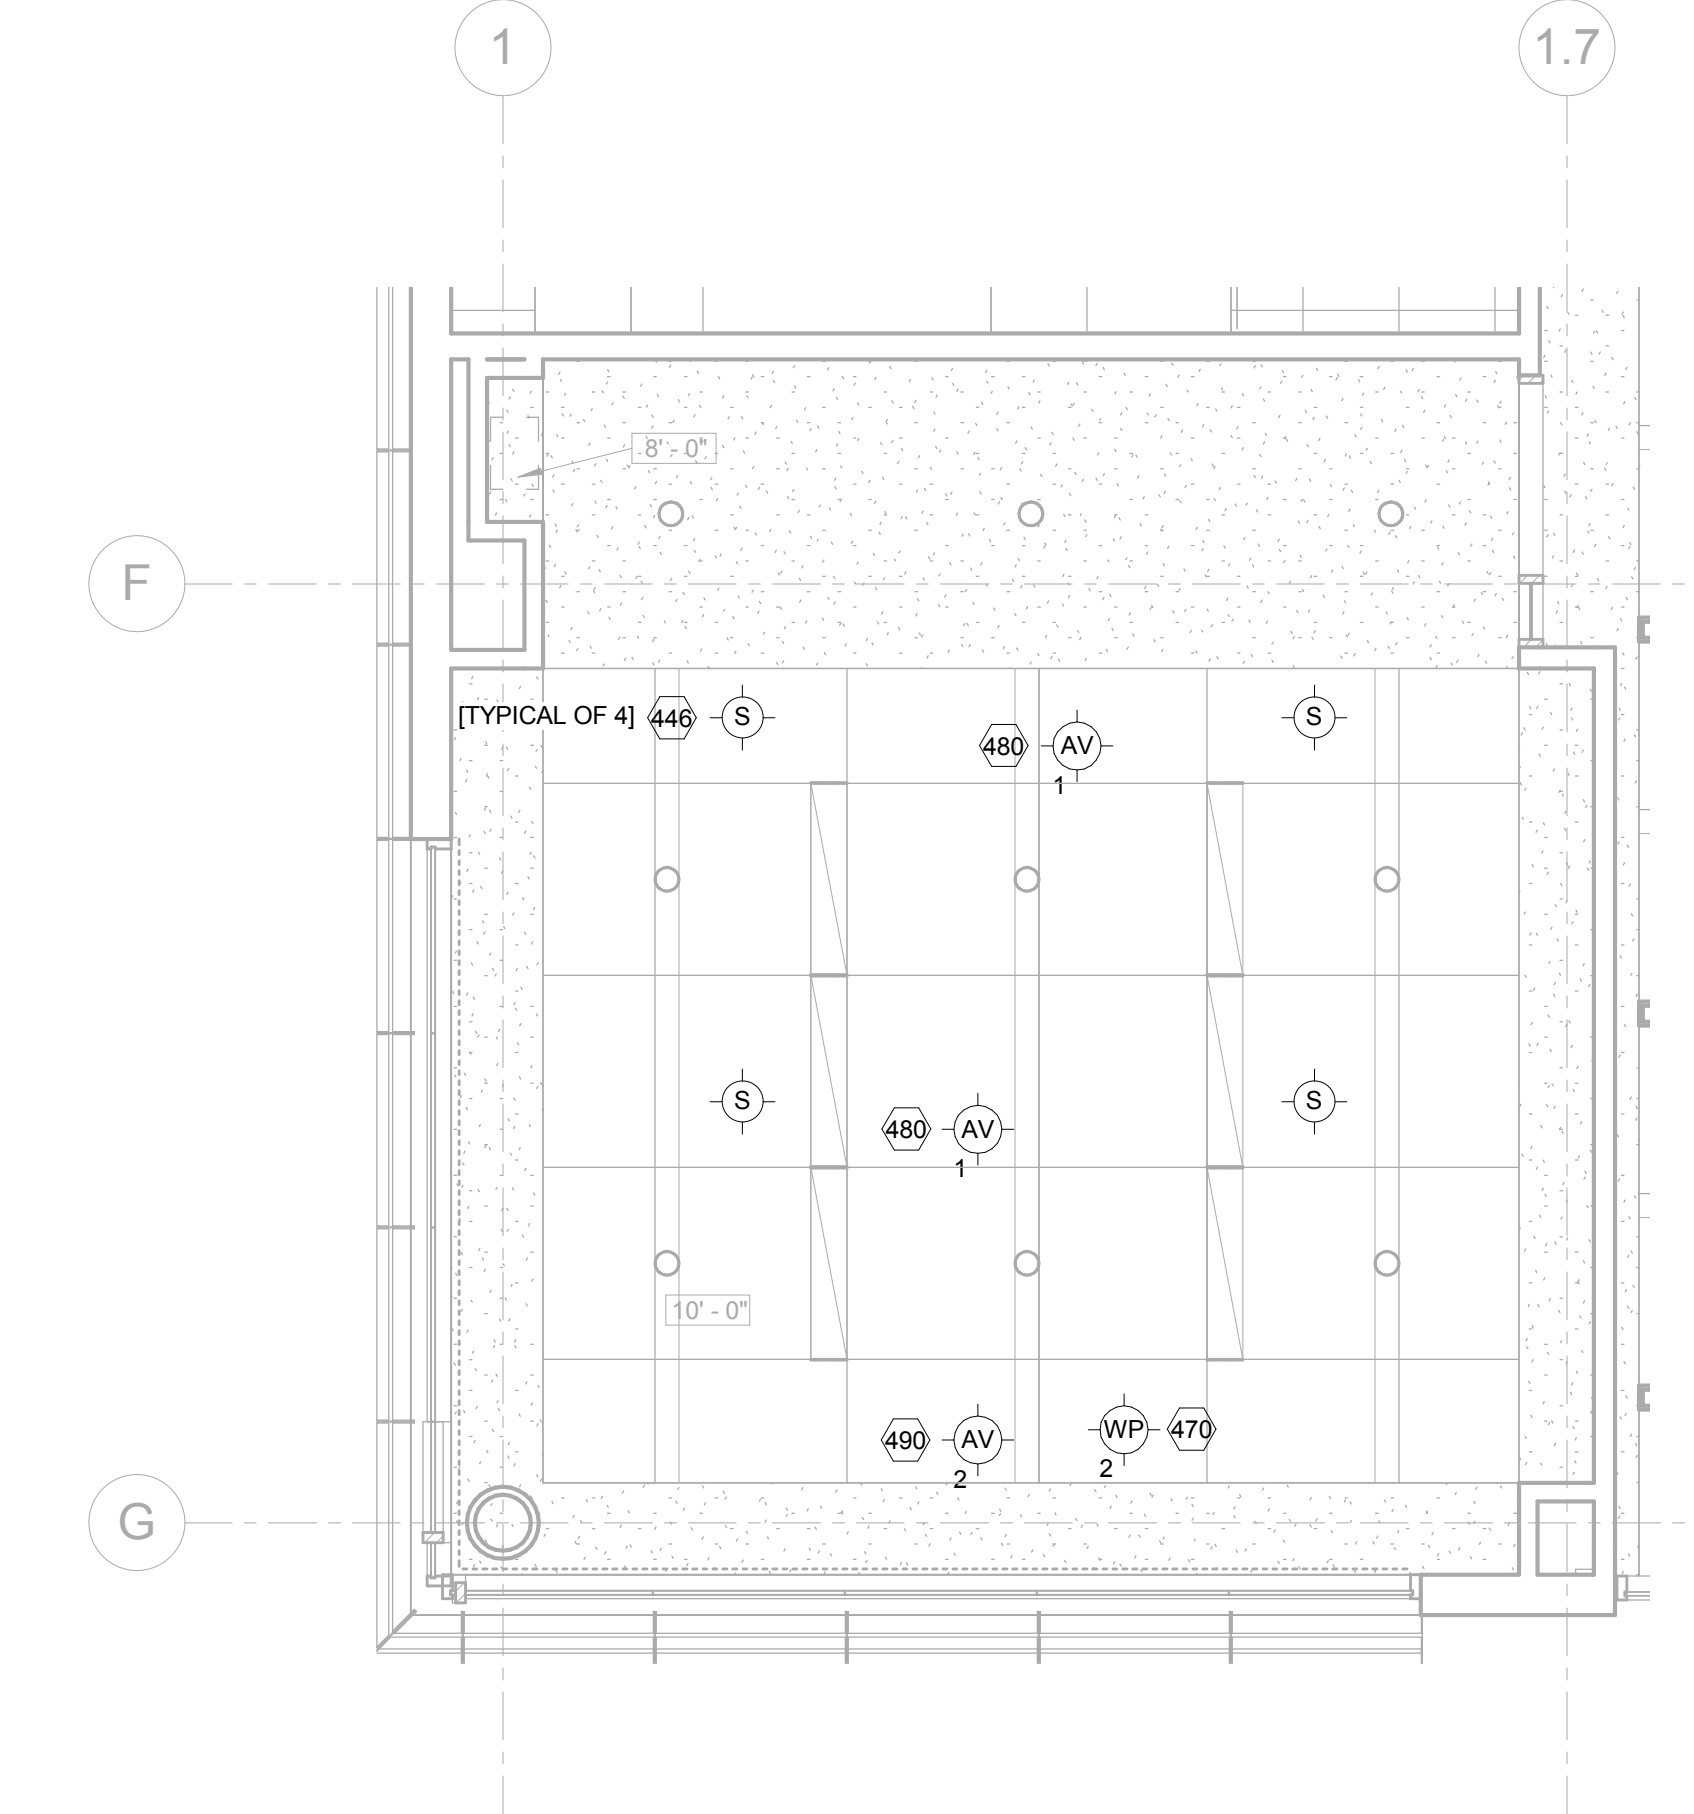 1
1.7
8' - 0"
F
[TYPICAL OF 4] 446 S
S
480 AV
1
S
480 AV
1
S
10' - 0"
490 AV
2
WP 470
2
G